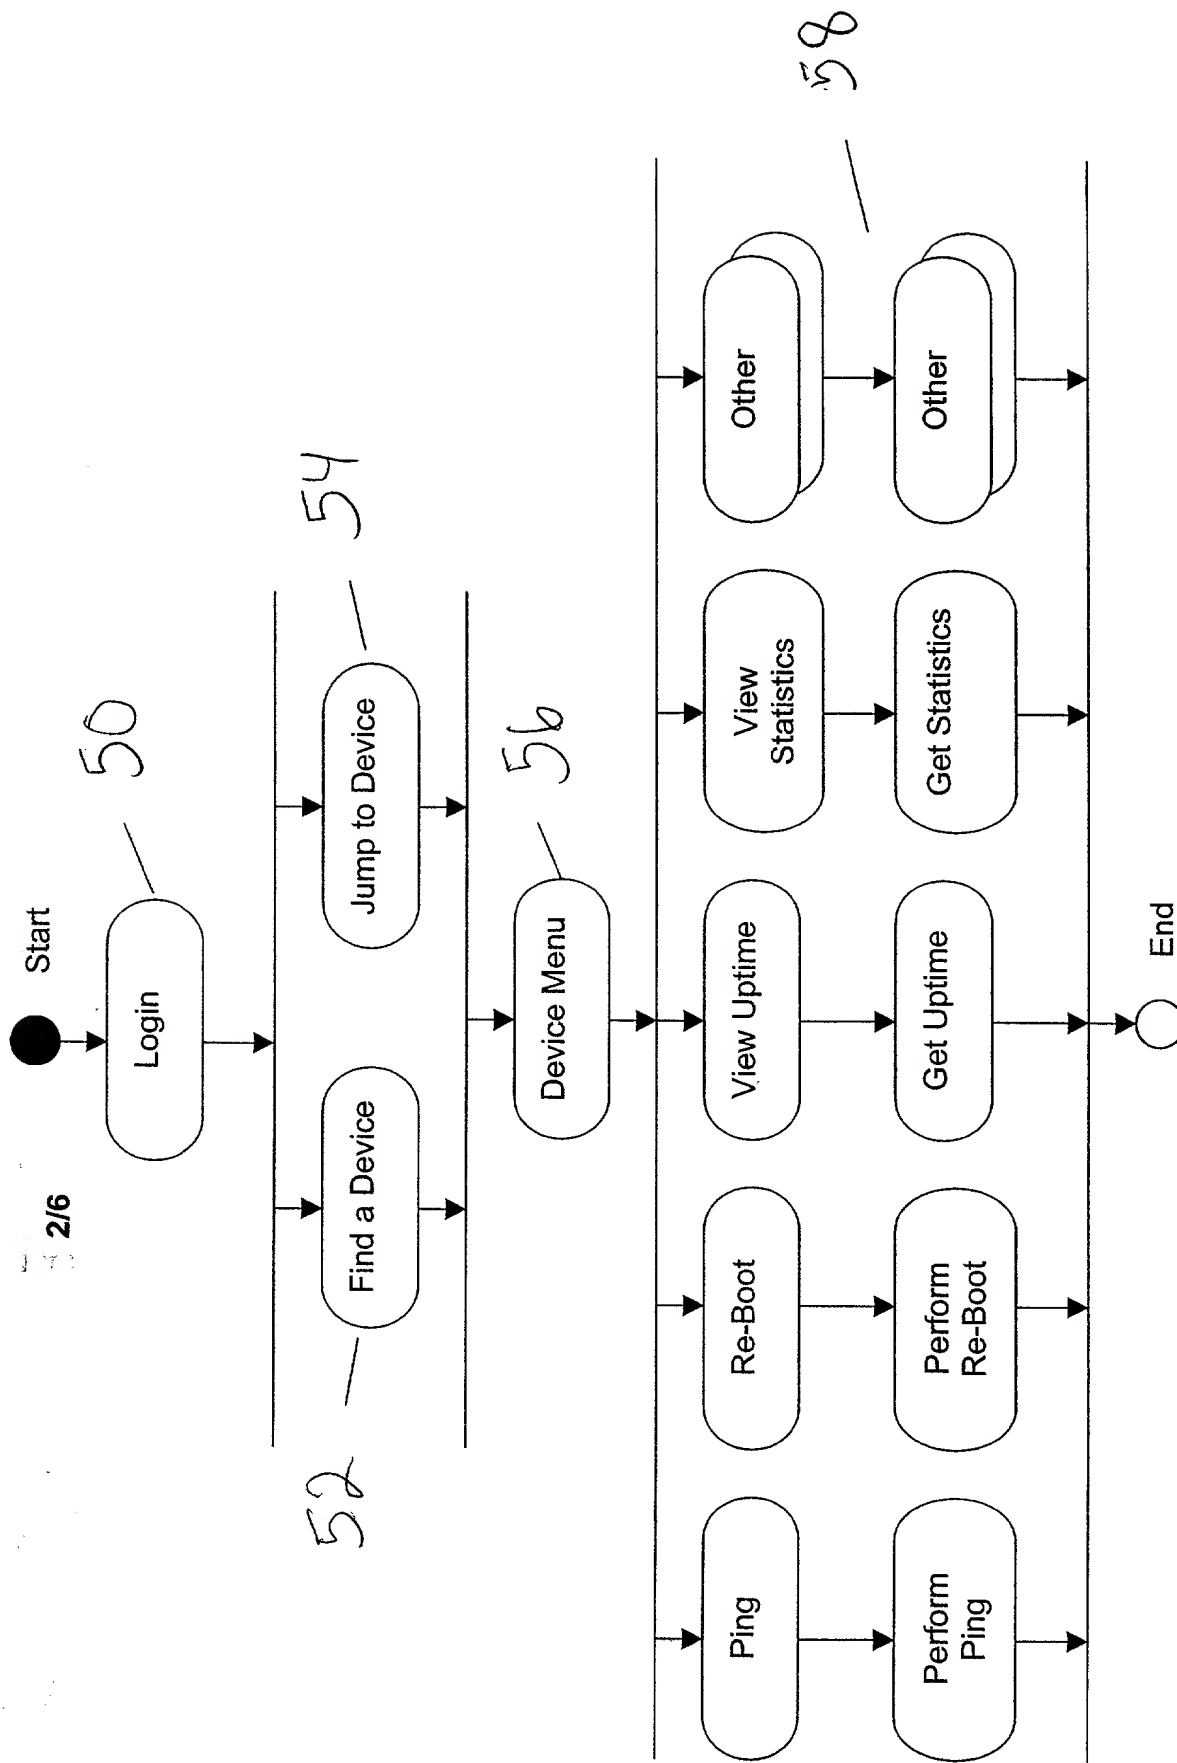 2/6
Start
Login
50
Find a Device
Jump to Device
52
54
Device Menu
56
Ping
Re-Boot
View Uptime
View
Statistics
Other
58
Perform
Ping
Perform
Re-Boot
Get Uptime
Get Statistics
Other
End